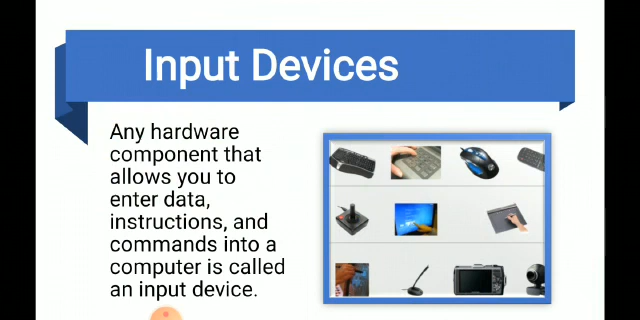 Input Devices
Any hardware
component that
allows you to
enter data,
instructions, and
commands into a
computer is called
an input device.